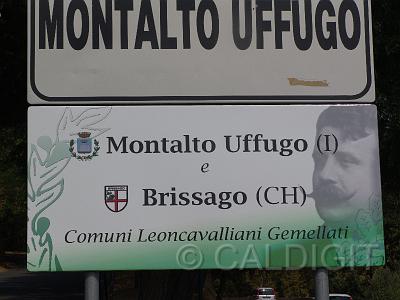 MONTALTO UFFUGO
Montalto Uffugo (I)
e
Brissago (CH)
Comuni Leoncavalliani Gemellati
© CALDIGIT